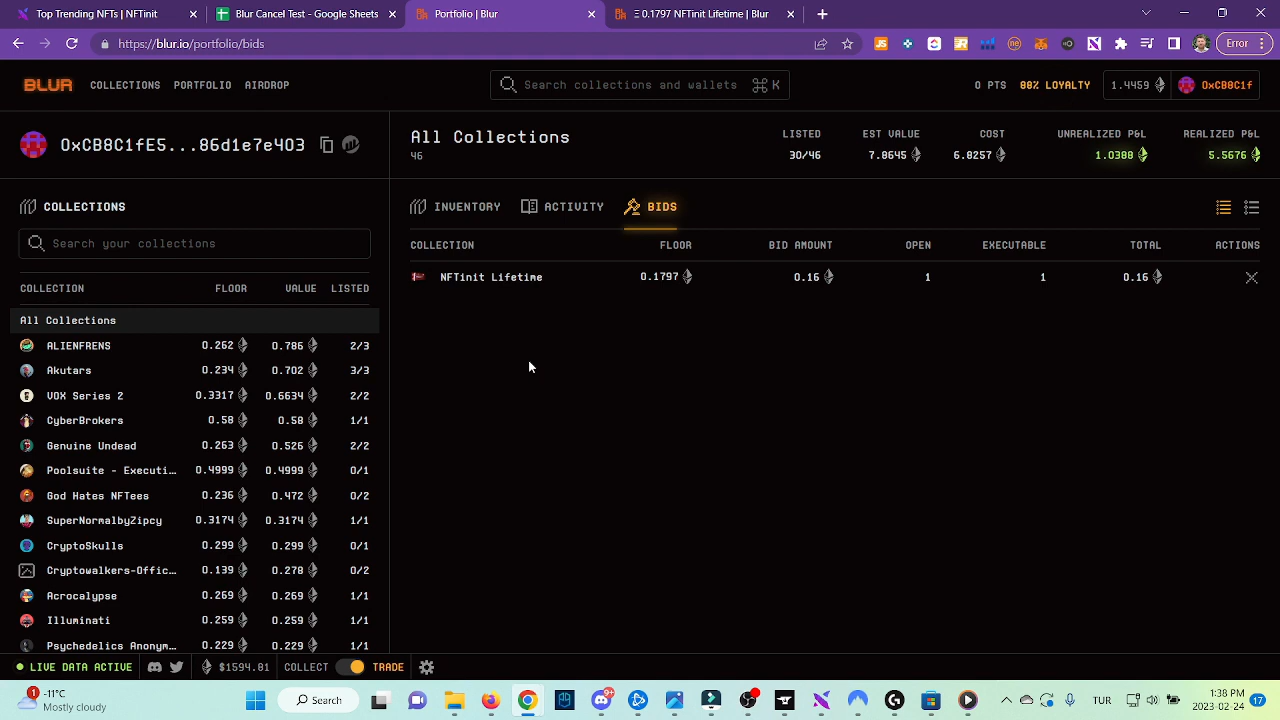 Top Trending NFTs | NFTinit
Blur Cancel Test - Google Sheets
Portfolio | Blur
Ξ 0.1797 NFTinit Lifetime | Blur
https://blur.io/portfolio/bids
Error
BLUR COLLECTIONS PORTFOLIO AIRDROP
Search collections and wallets ⌘ K
0 PTS 80% LOYALTY 1.4459 0xCB8C1f
0xCB8C1fE5...86d1e7e403
All Collections
46
LISTED EST VALUE COST UNREALIZED P&L REALIZED P&L
30/46 7.8645 6.8257 1.0388 5.5676
COLLECTIONS
Search your collections
COLLECTION FLOOR VALUE LISTED
All Collections
ALIENFRENS 0.262 0.786 2/3
Akutars 0.234 0.702 3/3
VOX Series 2 0.3317 0.6634 2/2
CyberBrokers 0.58 0.58 1/1
Genuine Undead 0.263 0.526 2/2
Poolsuite - Executi... 0.4999 0.4999 0/1
God Hates NFTees 0.236 0.472 0/2
SuperNormalbyZipcy 0.3174 0.3174 1/1
CryptoSkulls 0.299 0.299 0/1
Cryptowalkers-Offic... 0.139 0.278 0/2
Acrocalypse 0.269 0.269 1/1
Illuminati 0.259 0.259 1/1
Psychedelics Anonym... 0.229 0.229 1/1
INVENTORY ACTIVITY BIDS
COLLECTION FLOOR BID AMOUNT OPEN EXECUTABLE TOTAL ACTIONS
NFTinit Lifetime 0.1797 0.16 1 1 0.16
LIVE DATA ACTIVE $1594.01 COLLECT TRADE
1
-11°C
Mostly cloudy
Search
9+
TUR
1:38 PM
2023-02-24
17